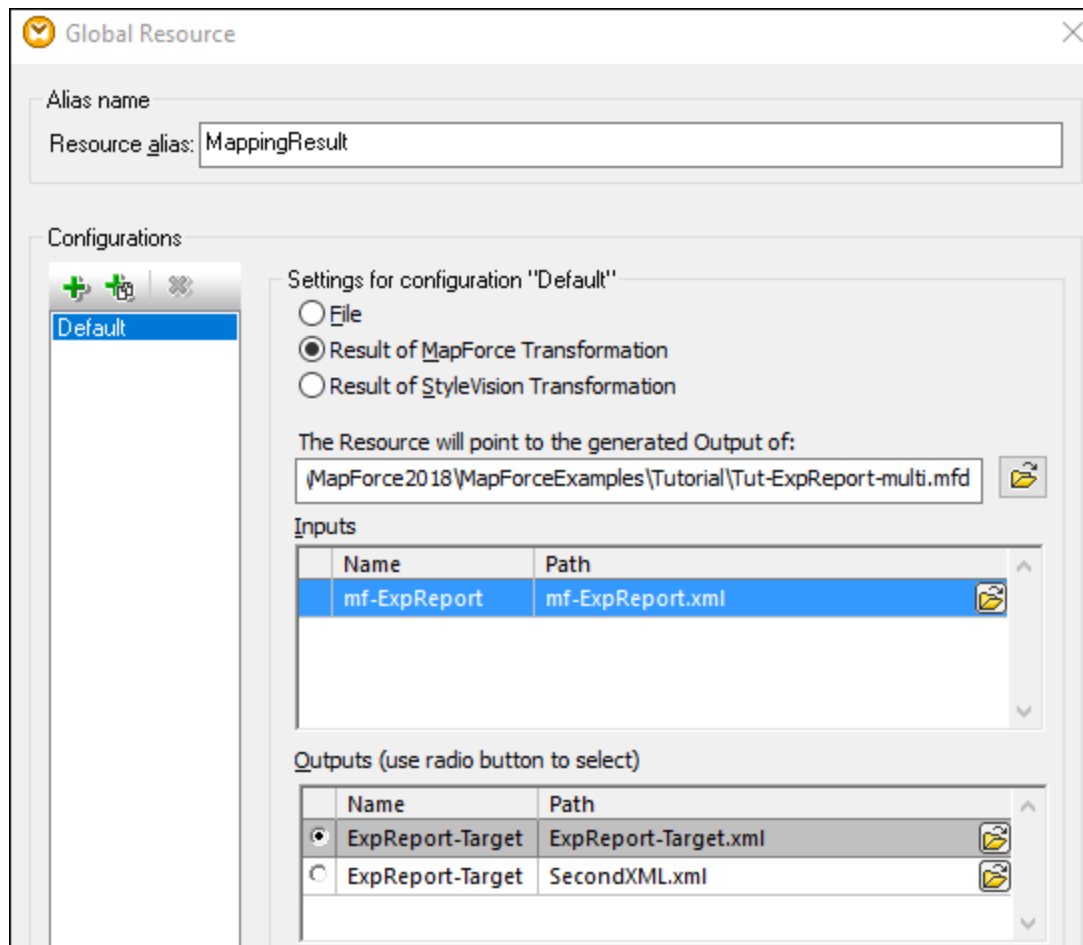 Global Resource
Alias name
Resource alias: MappingResult
Configurations
Default
Settings for configuration "Default"
File
Result of MapForce Transformation
Result of StyleVision Transformation
The Resource will point to the generated Output of:
\MapForce2018\MapForceExamples\Tutorial\Tut-ExpReport-multi.mfd
Inputs
Name Path
mf-ExpReport mf-ExpReport.xml
Outputs (use radio button to select)
Name Path
ExpReport-Target ExpReport-Target.xml
ExpReport-Target SecondXML.xml